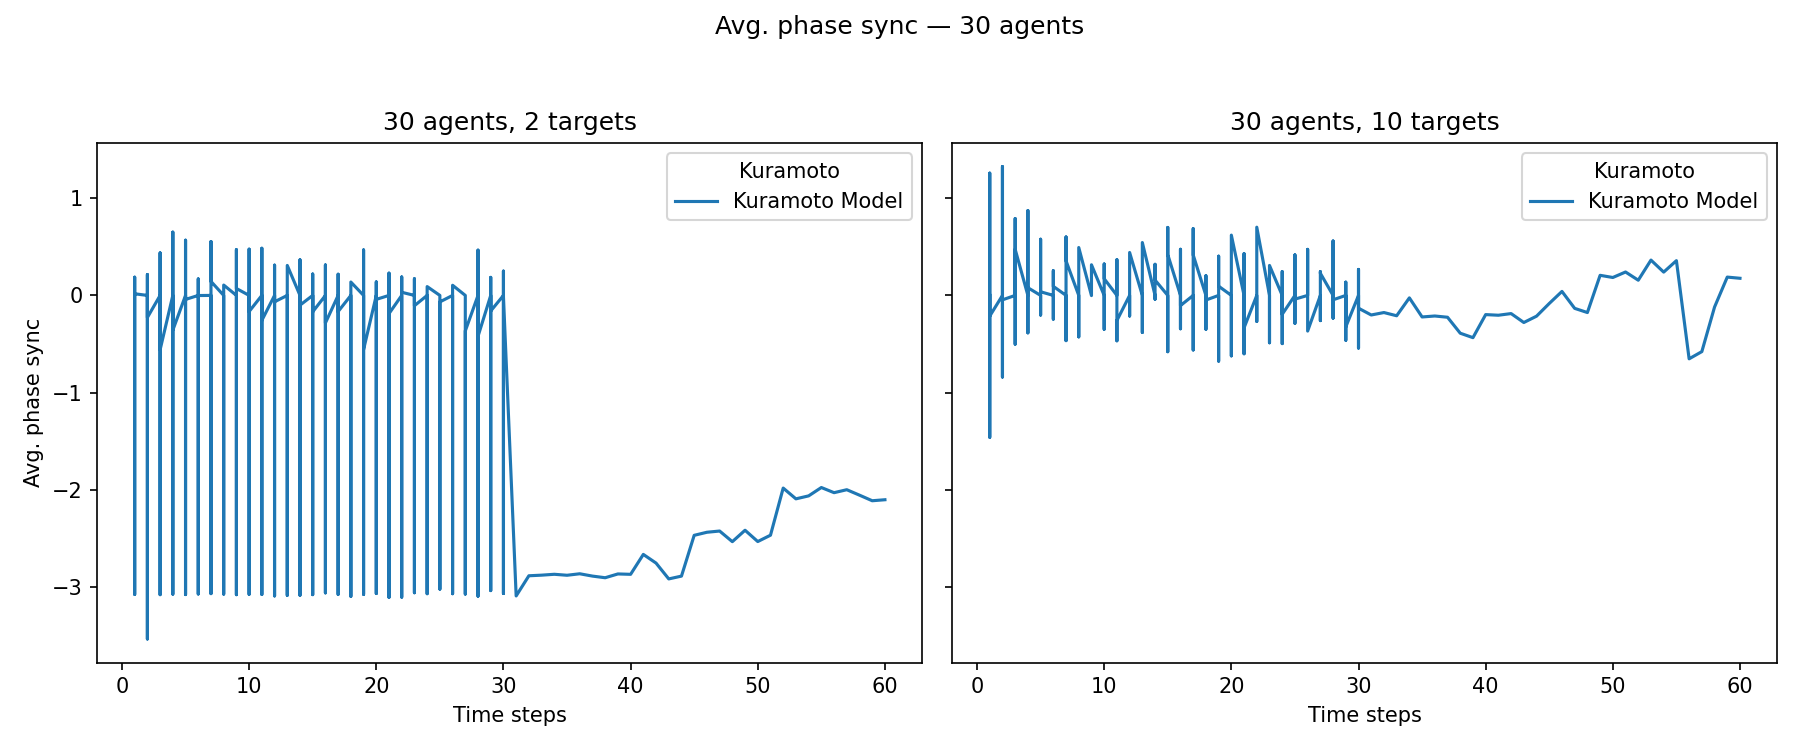 Avg. phase sync — 30 agents
30 agents, 2 targets
Kuramoto
Kuramoto Model
1
0
−1
−2
−3
Avg. phase sync
0 10 20 30 40 50 60
Time steps
30 agents, 10 targets
Kuramoto
Kuramoto Model
0 10 20 30 40 50 60
Time steps